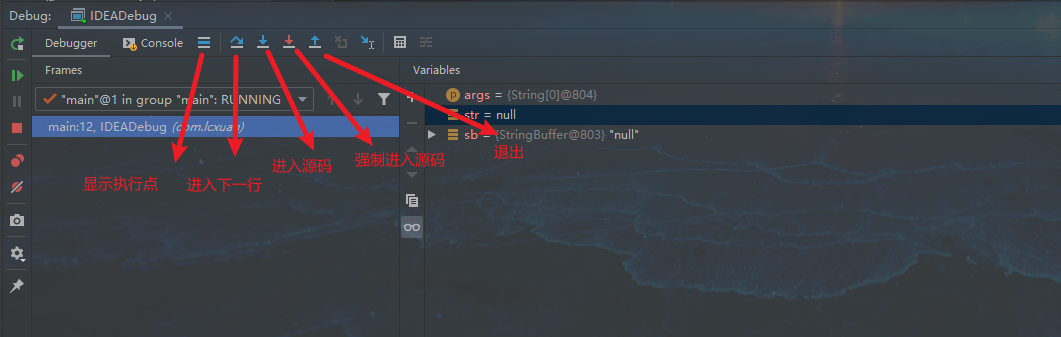 Debug: IDEADebug
Debugger Console
Frames
Variables
"main"@1 in group "main": RUNNING
main:12, IDEADebug (com.lcxuan)
args = {String[0]@804}
str = null
sb = {StringBuffer@803} "null"
显示执行点
进入下一行
进入源码
强制进入源码
退出